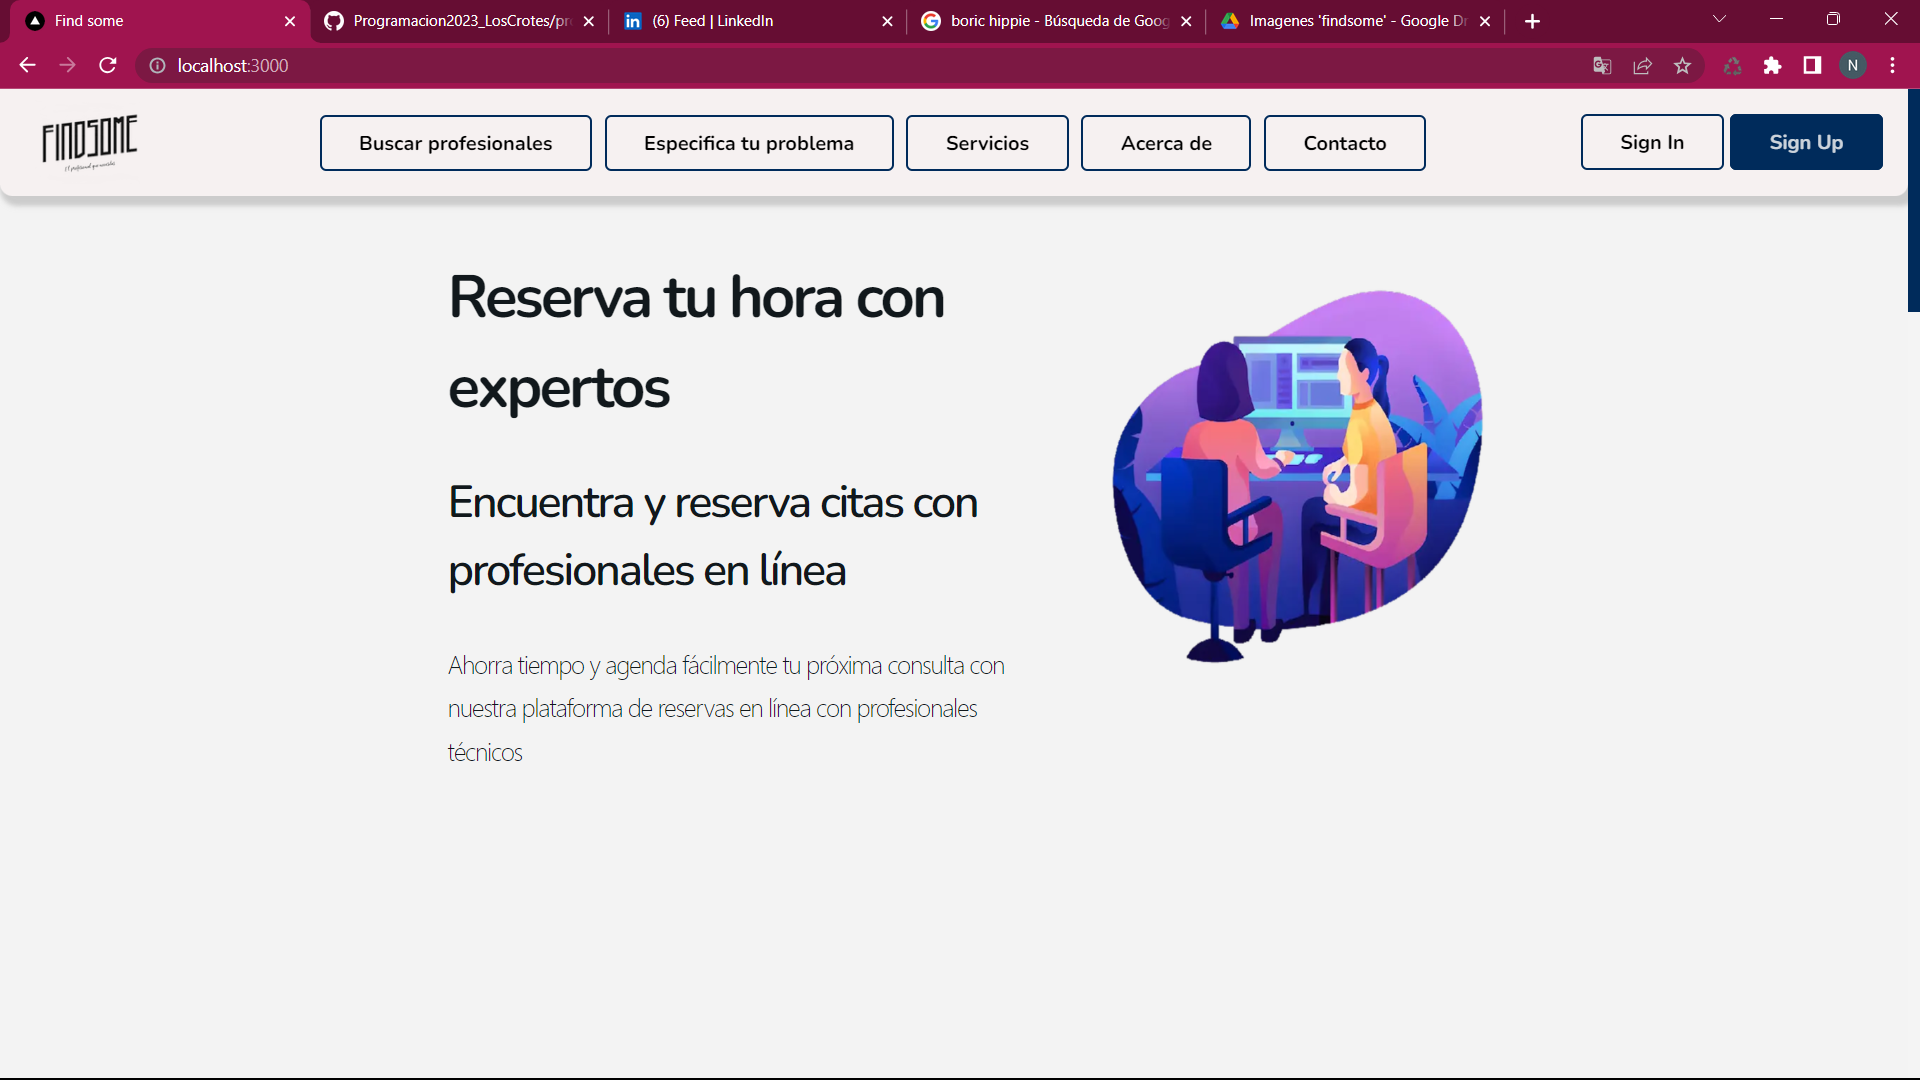 Find some
Programacion2023_LosCrotes/pr
(6) Feed | LinkedIn
boric hippie - Búsqueda de Goog
Imagenes 'findsome' - Google Dr
localhost:3000
N
FINDSOME
Buscar profesionales
Especifica tu problema
Servicios
Acerca de
Contacto
Sign In
Sign Up
Reserva tu hora con
expertos
Encuentra y reserva citas con
profesionales en línea
Ahorra tiempo y agenda fácilmente tu próxima consulta con
nuestra plataforma de reservas en línea con profesionales
técnicos